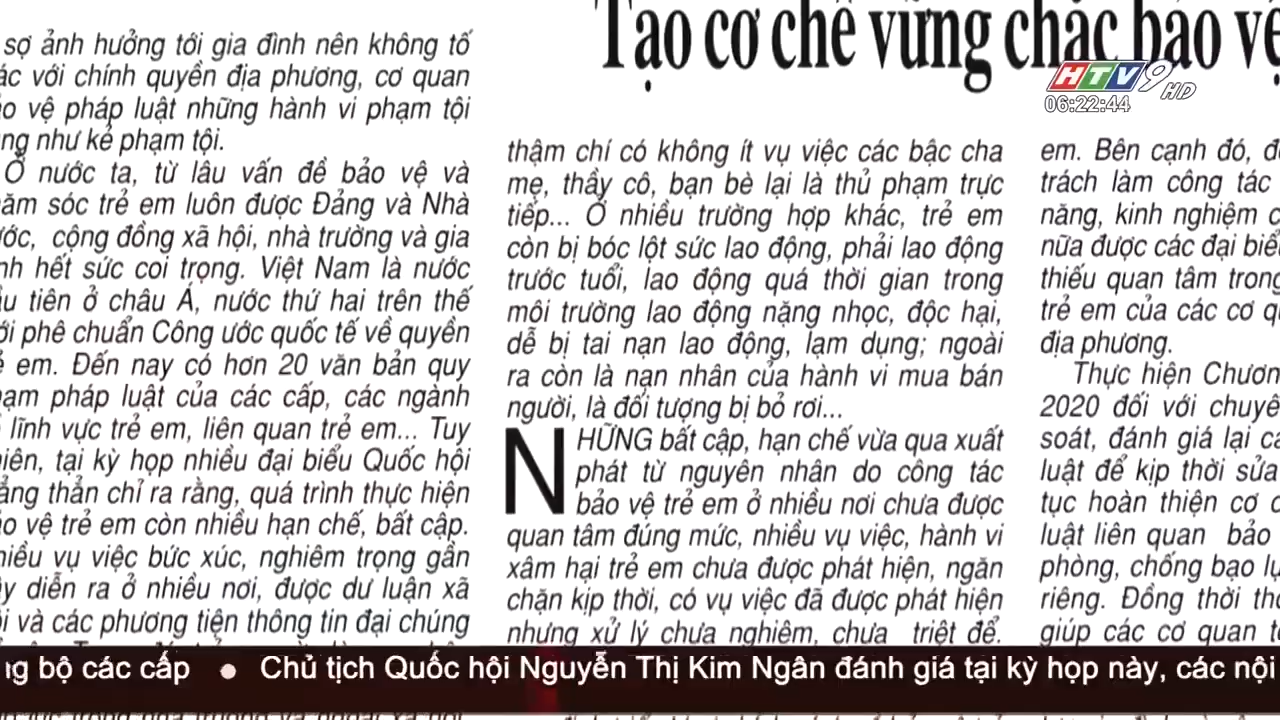 Tạo cơ chế vững chắc bảo vệ
HTV9 HD
06:22:44
sợ ảnh hưởng tới gia đình nên không tố
với chính quyền địa phương, cơ quan
vệ pháp luật những hành vi phạm tội
như kẻ phạm tội.
Ở nước ta, từ lâu vấn đề bảo vệ và
sóc trẻ em luôn được Đảng và Nhà
cộng đồng xã hội, nhà trường và gia
hết sức coi trọng. Việt Nam là nước
tiên ở châu Á, nước thứ hai trên thế
phê chuẩn Công ước quốc tế về quyền
em. Đến nay có hơn 20 văn bản quy
pháp luật của các cấp, các ngành
lĩnh vực trẻ em, liên quan trẻ em... Tuy
tại kỳ họp nhiều đại biểu Quốc hội
thẳn chỉ ra rằng, quá trình thực hiện
vệ trẻ em còn nhiều hạn chế, bất cập.
vụ việc bức xúc, nghiêm trọng gần
diễn ra ở nhiều nơi, được dư luận xã
và các phương tiện thông tin đại chúng
thậm chí có không ít vụ việc các bậc cha
mẹ, thầy cô, bạn bè lại là thủ phạm trực
tiếp... Ở nhiều trường hợp khác, trẻ em
còn bị bóc lột sức lao động, phải lao động
trước tuổi, lao động quá thời gian trong
môi trường lao động nặng nhọc, độc hại,
dễ bị tai nạn lao động, lạm dụng; ngoài
ra còn là nạn nhân của hành vi mua bán
người, là đối tượng bị bỏ rơi...
NHỮNG bất cập, hạn chế vừa qua xuất
phát từ nguyên nhân do công tác
bảo vệ trẻ em ở nhiều nơi chưa được
quan tâm đúng mức, nhiều vụ việc, hành vi
xâm hại trẻ em chưa được phát hiện, ngăn
chặn kịp thời, có vụ việc đã được phát hiện
nhưng xử lý chưa nghiêm, chưa triệt để.
em. Bên cạnh đó,
trách làm công tác
năng, kinh nghiệm
nữa được các đại biể
thiếu quan tâm trong
trẻ em của các cơ
địa phương.
Thực hiện Chươn
2020 đối với chuyê
soát, đánh giá lại
luật để kịp thời sửa
tục hoàn thiện cơ
luật liên quan bảo
phòng, chống bạo
riêng. Đồng thời
giúp các cơ quan
ng bộ các cấp ● Chủ tịch Quốc hội Nguyễn Thị Kim Ngân đánh giá tại kỳ họp này, các nội